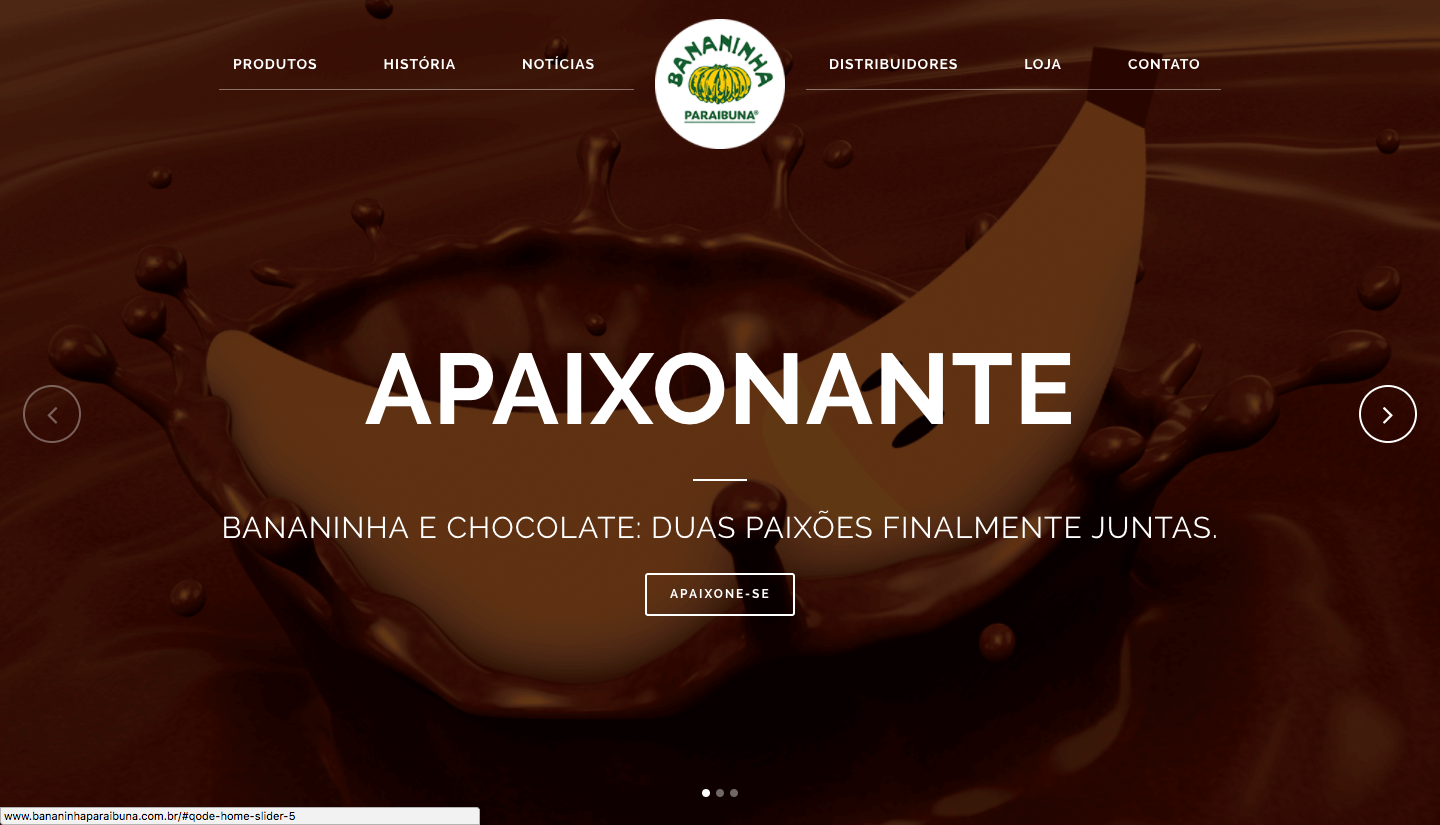 PRODUTOS
HISTÓRIA
NOTÍCIAS
BANANINHA
PARAIBUNA®
DISTRIBUIDORES
LOJA
CONTATO
APAIXONANTE
BANANINHA E CHOCOLATE: DUAS PAIXÕES FINALMENTE JUNTAS.
APAIXONE-SE
www.bananinhaparaibuna.com.br/#qode-home-slider-5